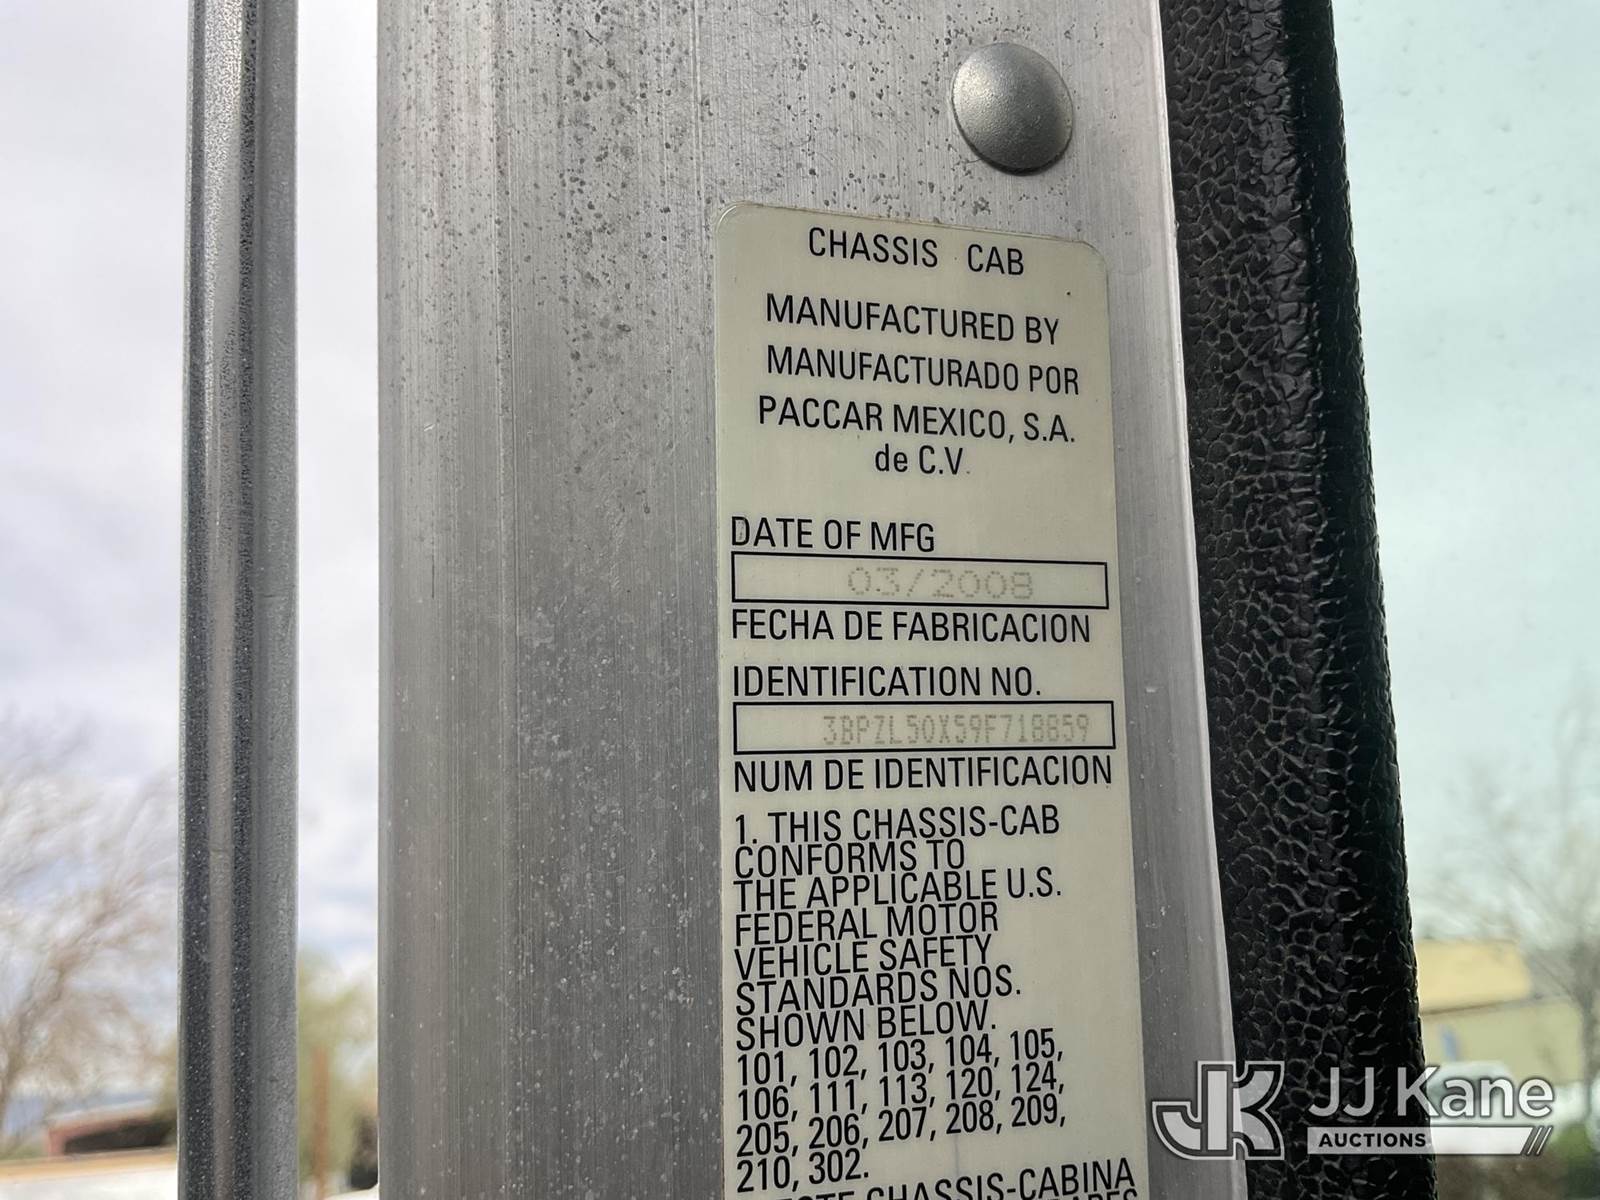 CHASSIS CAB
MANUFACTURED BY
MANUFACTURADO POR
PACCAR MEXICO, S.A.
de C.V.
DATE OF MFG
03/2008
FECHA DE FABRICACION
IDENTIFICATION NO.
3BPZL50X59F718859
NUM DE IDENTIFICACION
1. THIS CHASSIS-CAB
CONFORMS TO
THE APPLICABLE U.S.
FEDERAL MOTOR
VEHICLE SAFETY
STANDARDS NOS.
SHOWN BELOW.
101, 102, 103, 104, 105,
106, 111, 113, 120, 124,
205, 206, 207, 208, 209,
210, 302.
CHASSIS-CABINA
JK JJ Kane
AUCTIONS